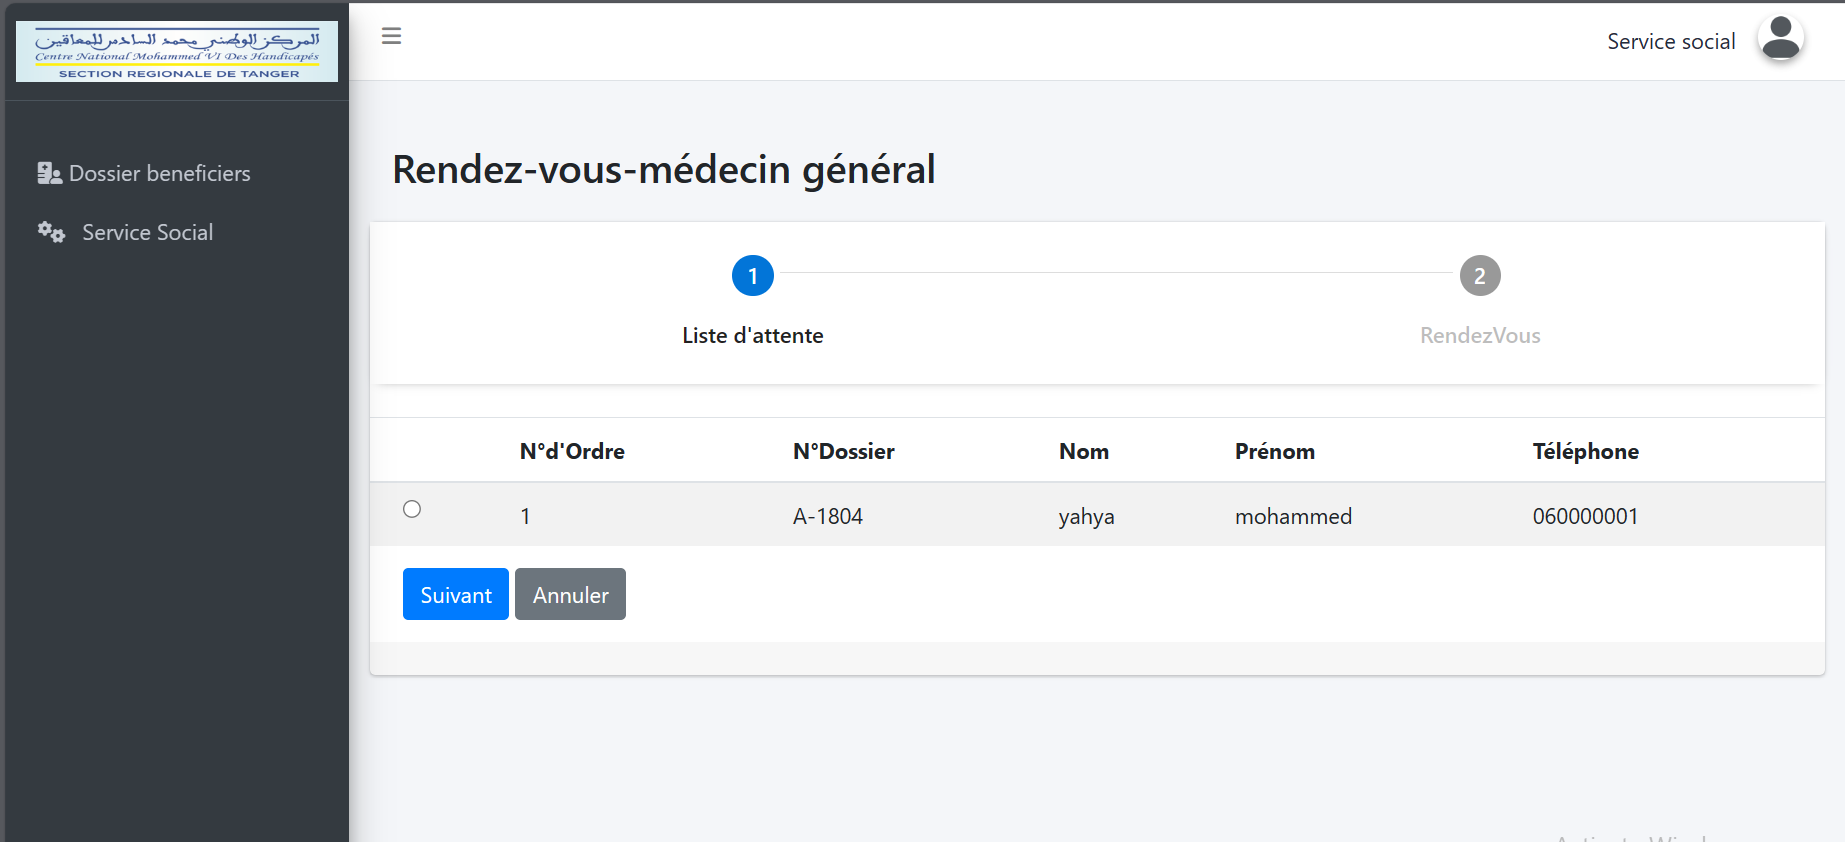 المركز الوطني محمد السادس للمعاقين
Centre National Mohammed VI Des Handicapés
SECTION REGIONALE DE TANGER
Service social
Dossier beneficiers
Service Social
Rendez-vous-médecin général
1
2
Liste d'attente
RendezVous
N°d'Ordre N°Dossier Nom Prénom Téléphone
1 A-1804 yahya mohammed 060000001
Suivant Annuler